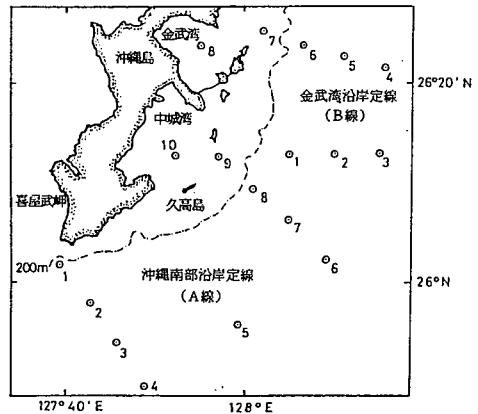 金武湾
沖縄島
8
7
6
5
4
26°20'N
金武湾沿岸定線
(B線)
中城湾
10
9
1
2
3
8
久高島
喜屋武岬
7
6
200m
1
沖縄南部沿岸定線
(A線)
26°N
2
5
3
4
127°40'E
128°E